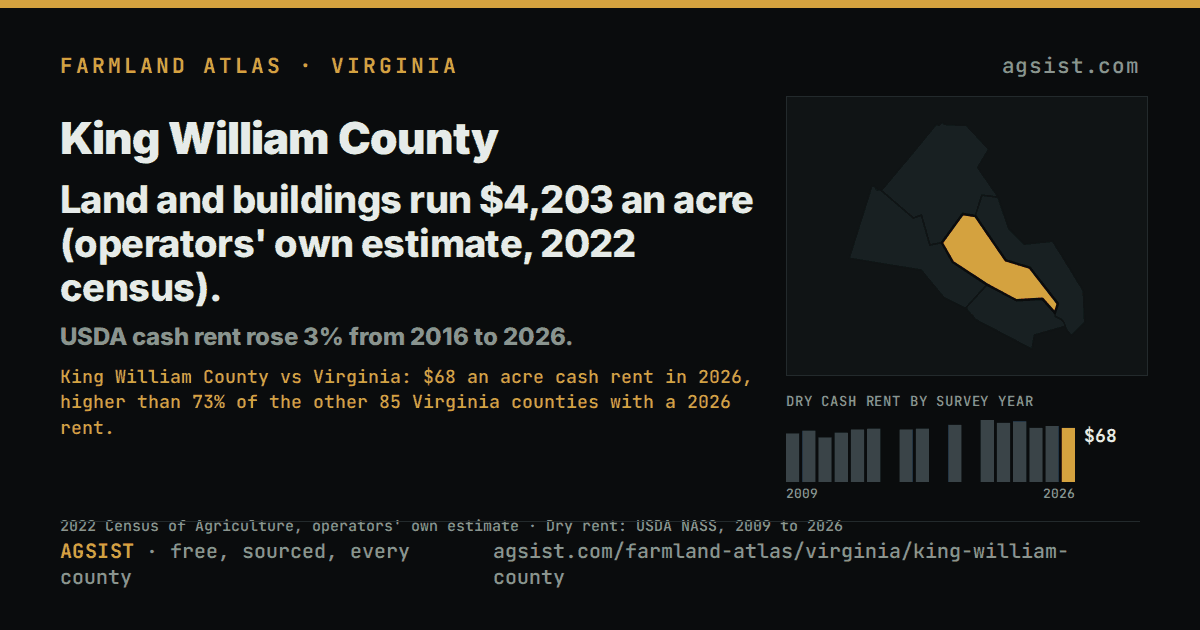 FARMLAND ATLAS · VIRGINIA
agsist.com
King William County
Land and buildings run $4,203 an acre
(operators' own estimate, 2022
census).
USDA cash rent rose 3% from 2016 to 2026.
King William County vs Virginia: $68 an acre cash rent in 2026,
higher than 73% of the other 85 Virginia counties with a 2026
rent.
DRY CASH RENT BY SURVEY YEAR
$68
2009
2026
2022 Census of Agriculture, operators' own estimate · Dry rent: USDA NASS, 2009 to 2026
AGSIST · free, sourced, every
county
agsist.com/farmland-atlas/virginia/king-william-
county